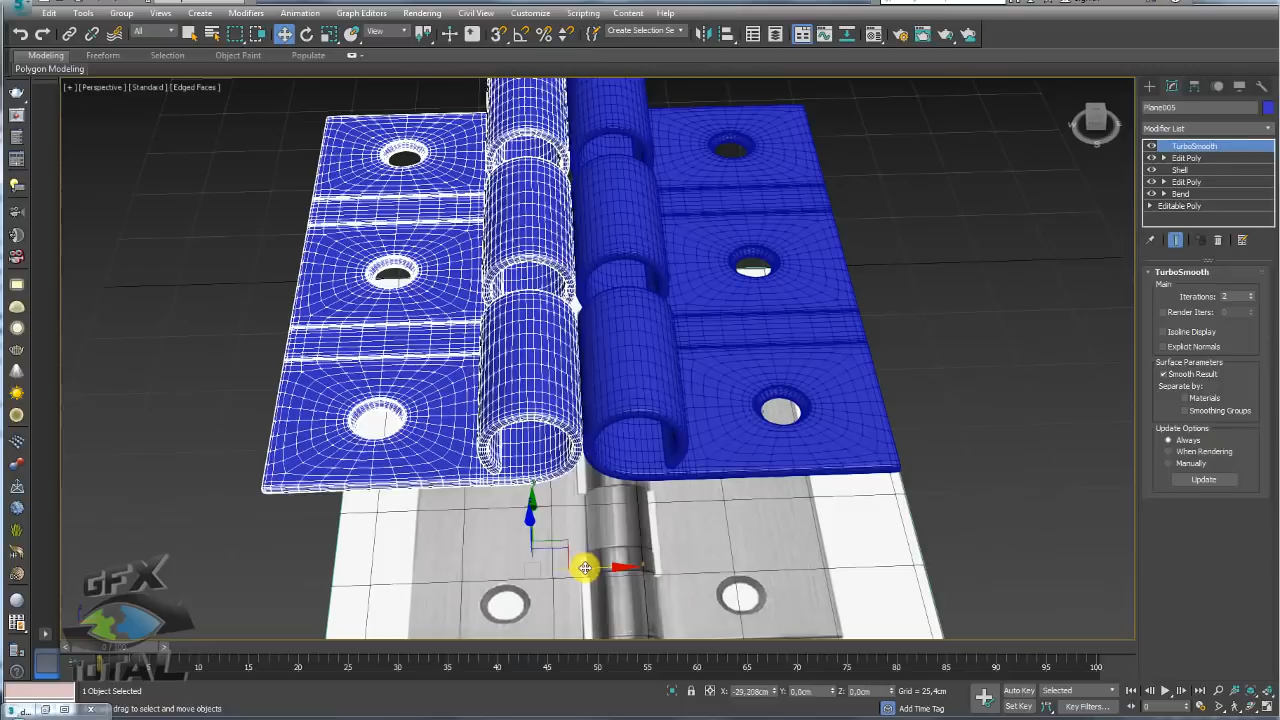 Edit Tools Group Views Create Modifiers Animation Graph Editors Rendering Civil View Customize Scripting Content Help
All View Create Selection Se
Modeling Freeform Selection Object Paint Populate
Polygon Modeling
[+] [Perspective] [Standard] [Edged Faces]
W S
Plane005
Modifier List
TurboSmooth
Edit Poly
Shell
Edit Poly
Bend
Editable Poly
TurboSmooth
Main
Iterations: 2
Render Iters: 0
Isoline Display
Explicit Normals
Surface Parameters
Smooth Result
Separate by:
Materials
Smoothing Groups
Update Options
Always
When Rendering
Manually
Update
GFX
TOTAL
0 / 100
5 10 15 20 25 30 35 40 45 50 55 60 65 70 75 80 85 90 95 100
1 Object Selected
X: -29,208cm Y: 0,0cm Z: 0,0cm Grid = 25,4cm
Auto Key Selected
drag to select and move objects
Add Time Tag
Set Key Key Filters...
0